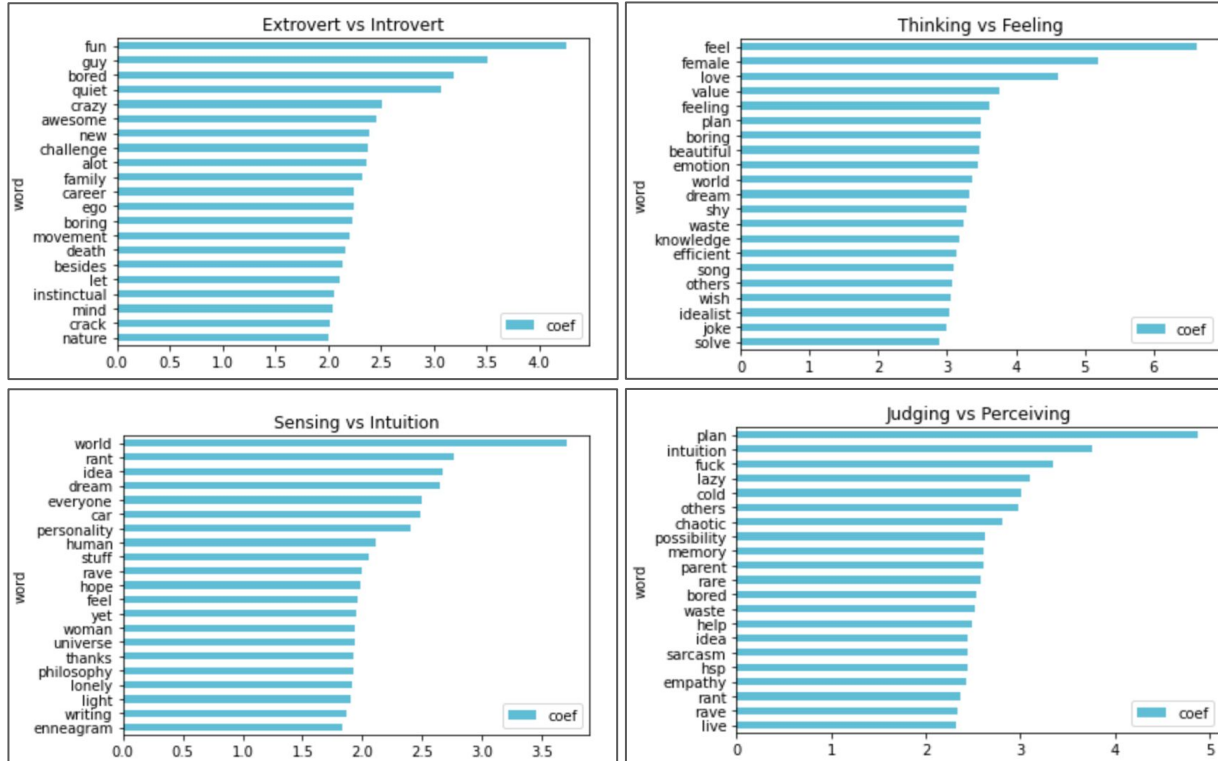 Extrovert vs Introvert
fun
guy
bored
quiet
crazy
awesome
new
challenge
alot
family
career
ego
boring
movement
death
besides
let
instinctual
mind
crack
nature
word
coef
0.0 0.5 1.0 1.5 2.0 2.5 3.0 3.5 4.0
Thinking vs Feeling
feel
female
love
value
feeling
plan
boring
beautiful
emotion
world
dream
shy
waste
knowledge
efficient
song
others
wish
idealist
joke
solve
word
coef
0 1 2 3 4 5 6
Sensing vs Intuition
world
rant
idea
dream
everyone
car
personality
human
stuff
rave
hope
feel
yet
woman
universe
thanks
philosophy
lonely
light
writing
enneagram
word
coef
0.0 0.5 1.0 1.5 2.0 2.5 3.0 3.5
Judging vs Perceiving
plan
intuition
fuck
lazy
cold
others
chaotic
possibility
memory
parent
rare
bored
waste
help
idea
sarcasm
hsp
empathy
rant
rave
live
word
coef
0 1 2 3 4 5